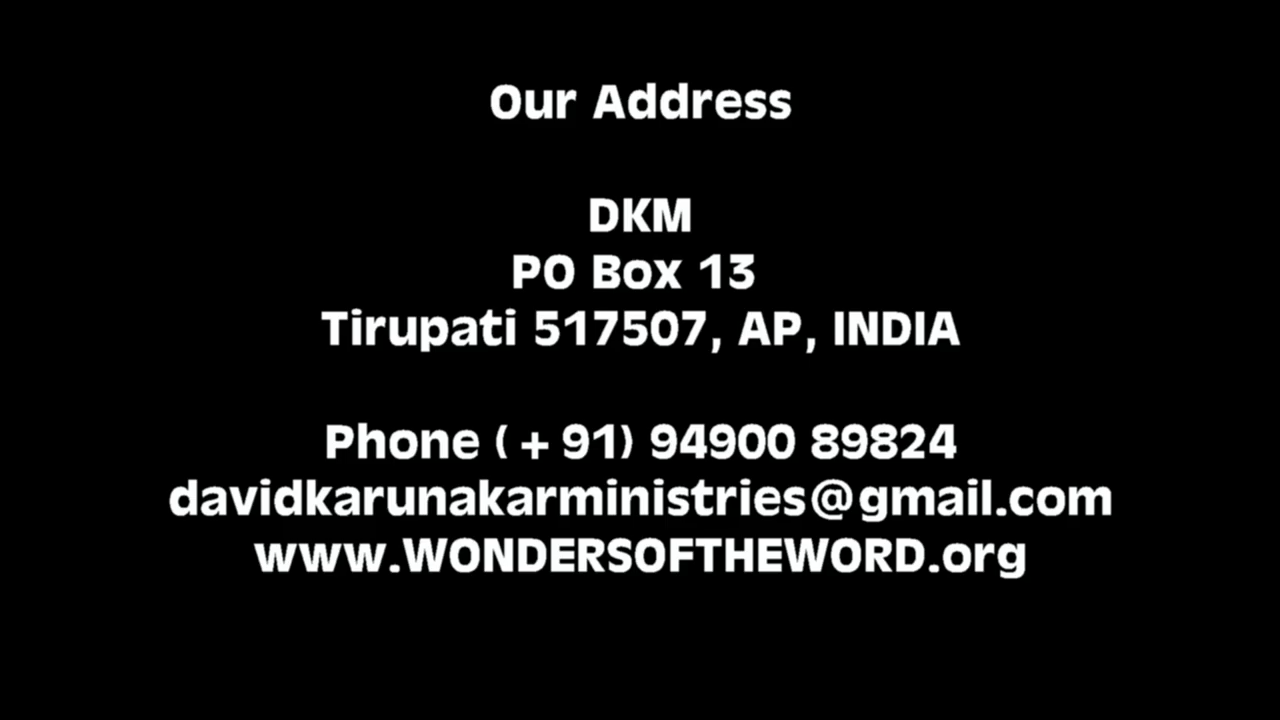 Our Address
DKM
PO Box 13
Tirupati 517507, AP, INDIA
Phone ( + 91) 94900 89824
davidkarunakarministries@gmail.com
www.WONDERSOFTHEWORD.org